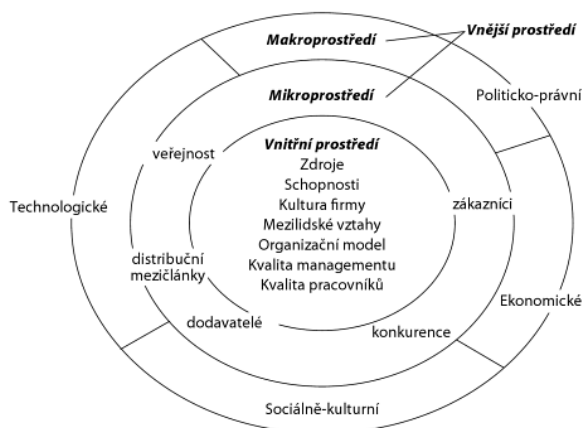 Makroprostředí
Vnější prostředí
Mikroprostředí
Politicko-právní
Vnitřní prostředí
veřejnost
Zdroje
Schopnosti
Kultura firmy
zákazníci
Technologické
Mezilidské vztahy
Organizační model
distribuční
mezičlánky
Kvalita managementu
Kvalita pracovníků
Ekonomické
dodavatelé
konkurence
Sociálně-kulturní